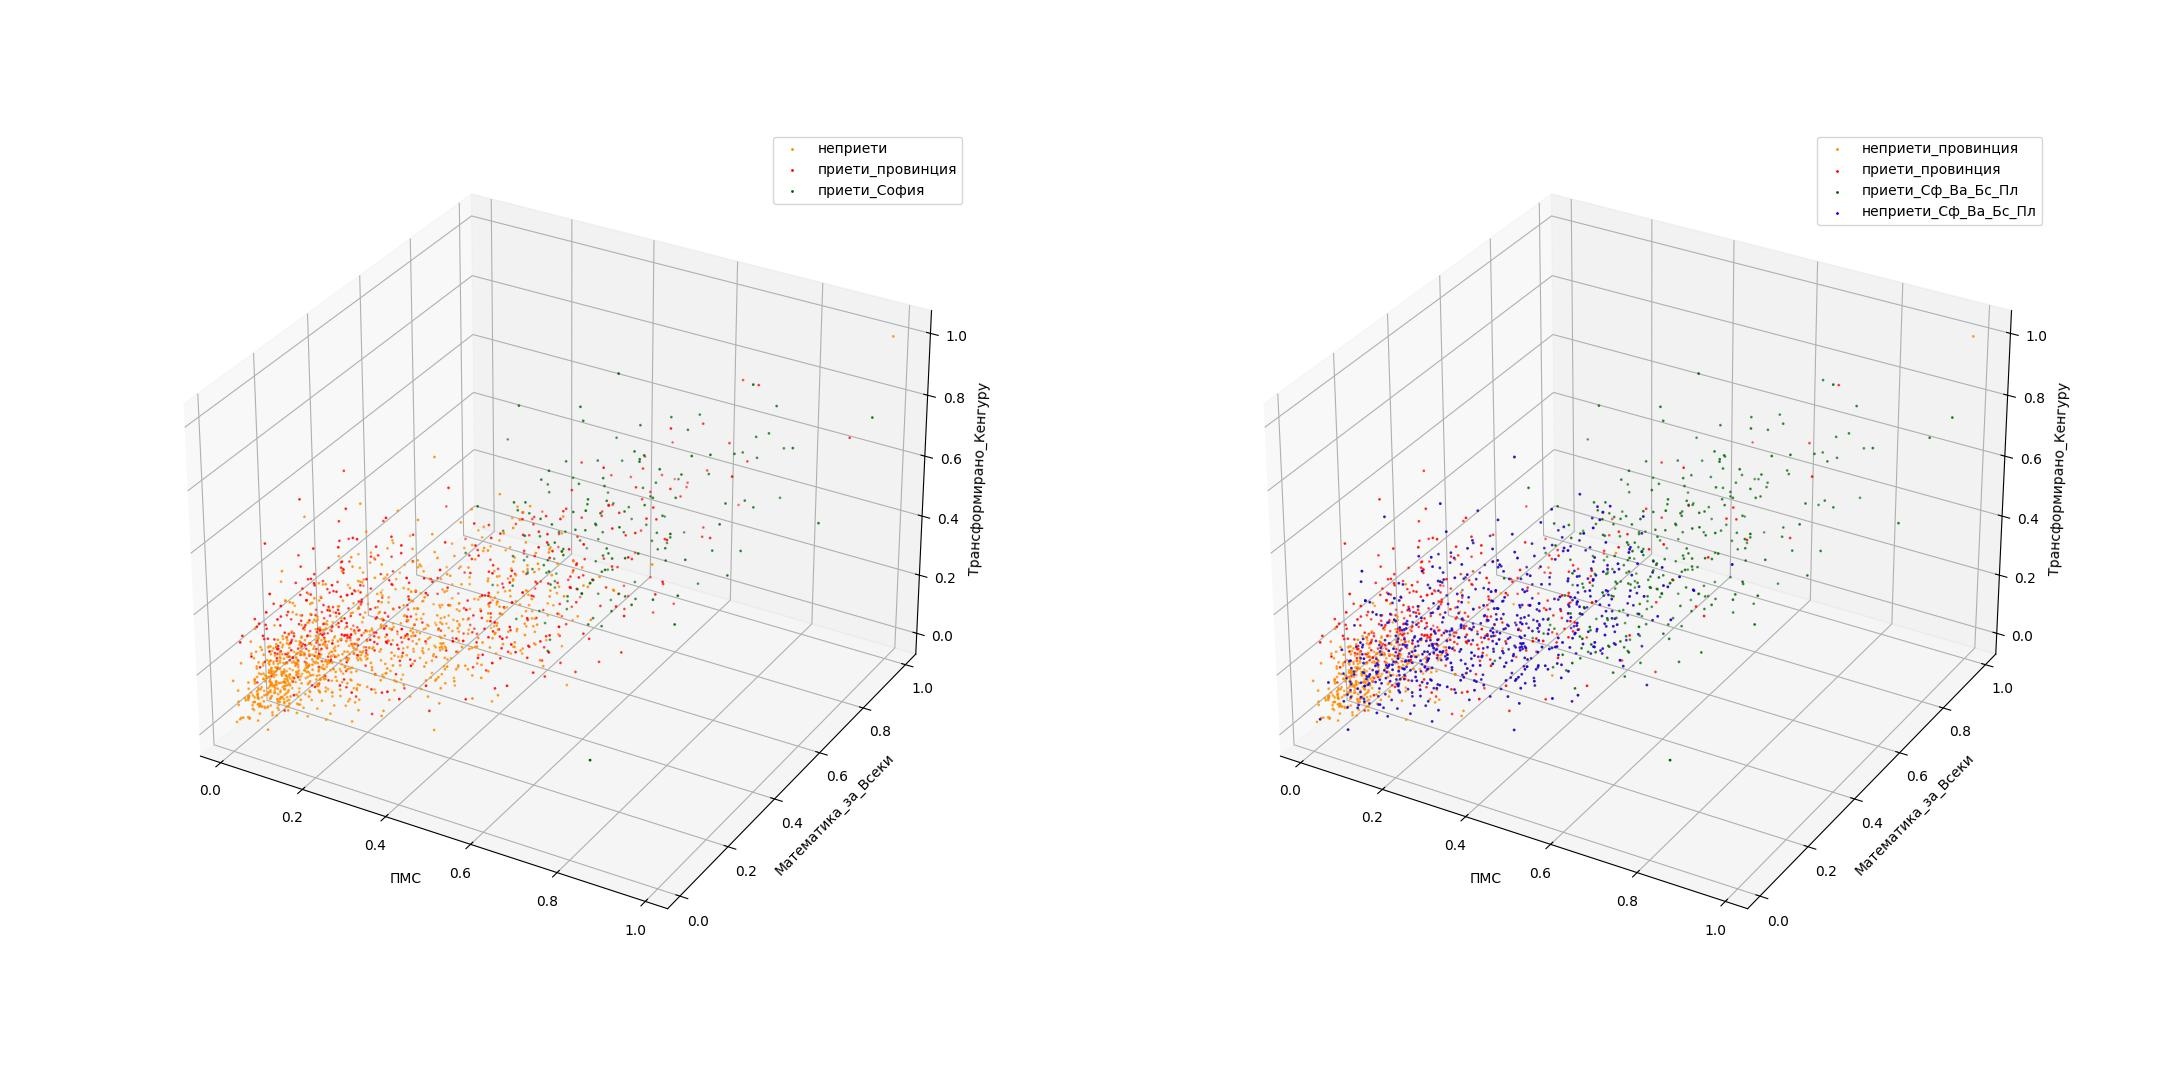 неприети
приети_провинция
приети_София
1.0
0.8
0.6
0.4
0.2
0.0
Трансформирано_Кенгуру
0.0
0.2
0.4
0.6
0.8
1.0
ПМС
0.0
0.2
0.4
0.6
0.8
1.0
Математика_за_Всеки
неприети_провинция
приети_провинция
приети_Сф_Ва_Бс_Пл
неприети_Сф_Ва_Бс_Пл
1.0
0.8
0.6
0.4
0.2
0.0
Трансформирано_Кенгуру
0.0
0.2
0.4
0.6
0.8
1.0
ПМС
0.0
0.2
0.4
0.6
0.8
1.0
Математика_за_Всеки